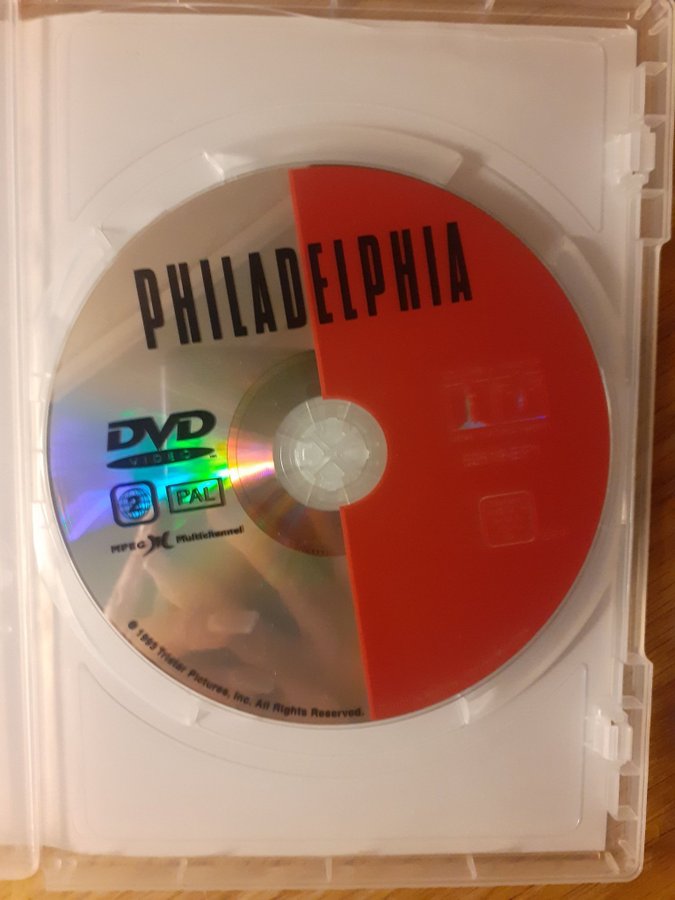 PHILADELPHIA
DVD
VIDEO
2 PAL
MPEG Multichannel
© 1993 TriStar Pictures, Inc. All Rights Reserved.